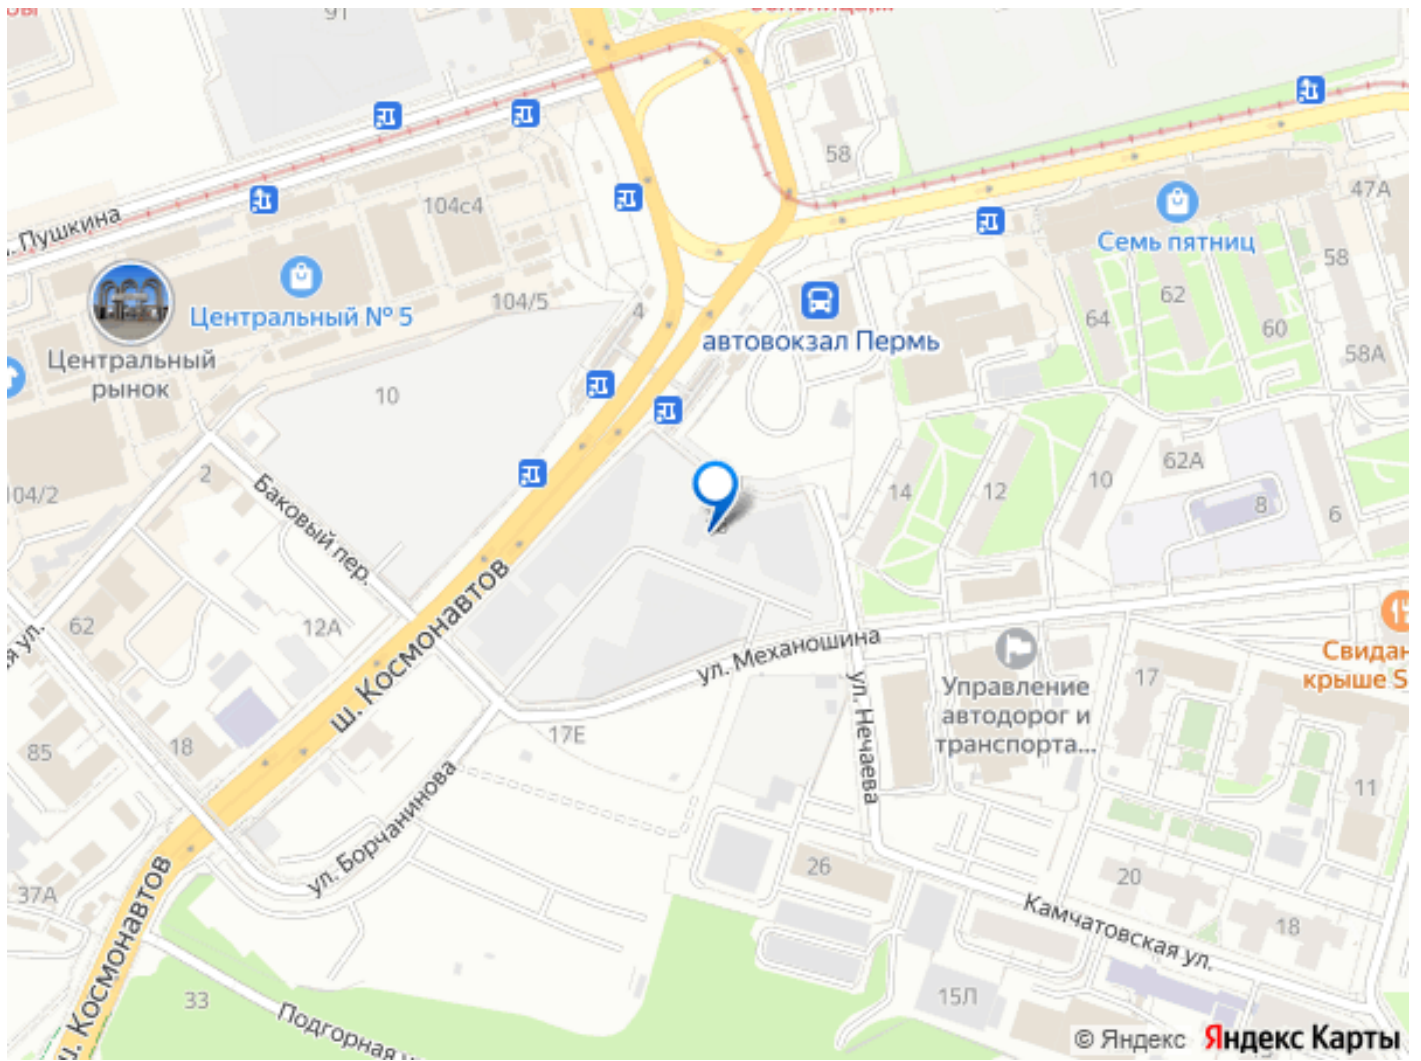 91
58
104с4
47А
. Пушкина
Семь пятниц
58
104/5
4
62
Центральный № 5
64
60
автовокзал Пермь
58А
Центральный
рынок
10
62А
2
14
12
10
8
6
104/2
Баковый пер.
ш. Космонавтов
62
12А
ул. Механошина
Свидан
крыше S
17
Управление
автодорог и
транспорта...
ул. Нечаева
17Е
18
85
11
ул. Борчанинова
26
20
37А
18
Камчатовская ул.
ш. Космонавтов
33
15Л
Подгорная у
© Яндекс Яндекс Карты